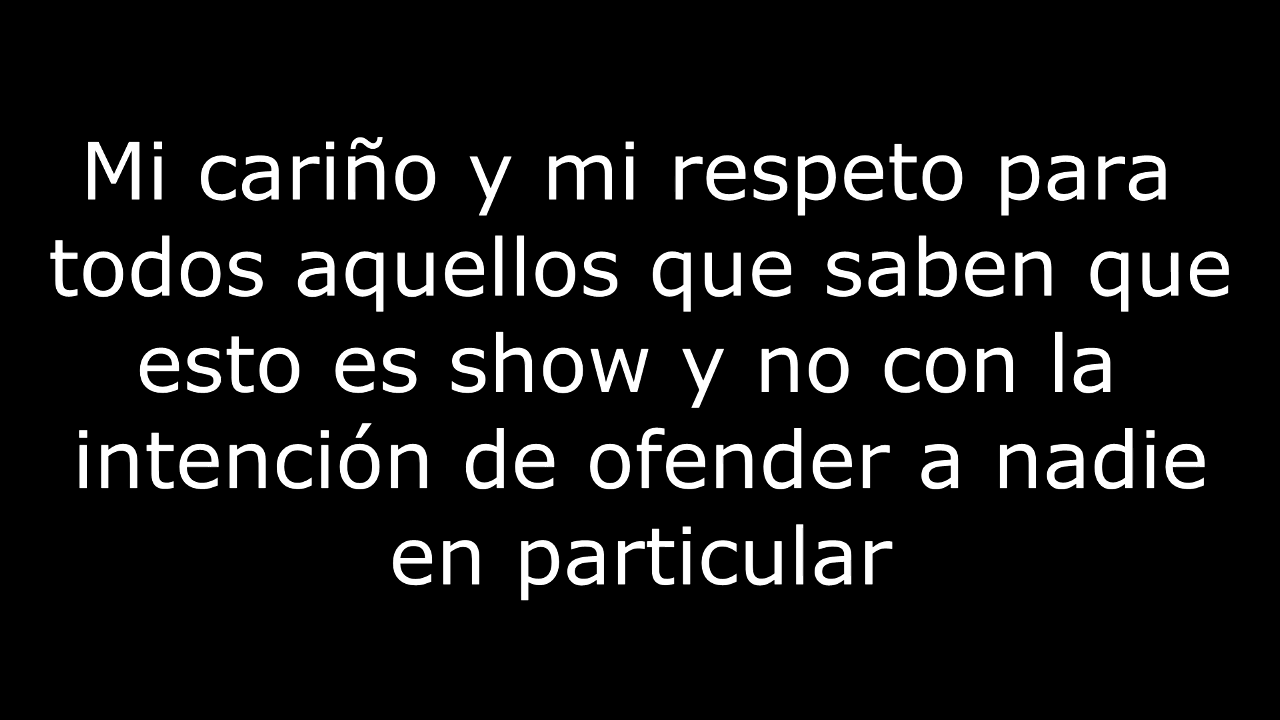 Mi cariño y mi respeto para
todos aquellos que saben que
esto es show y no con la
intención de ofender a nadie
en particular